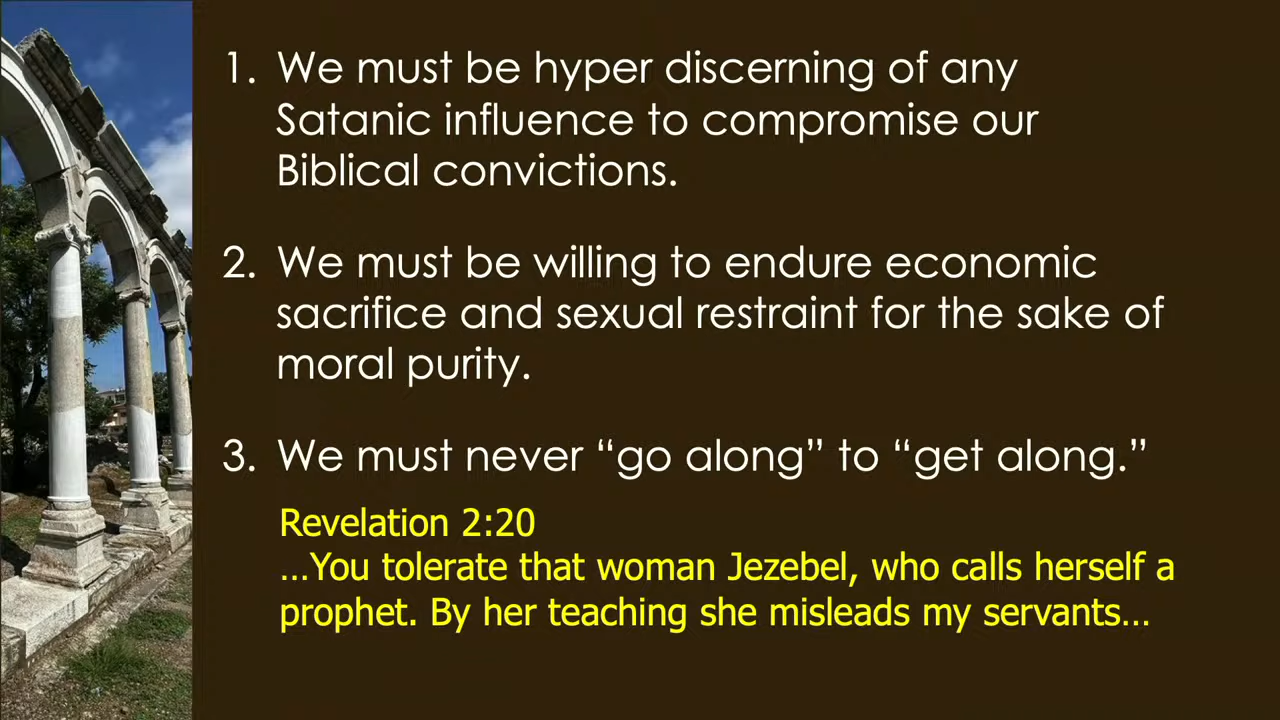 1. We must be hyper discerning of any
Satanic influence to compromise our
Biblical convictions.
2. We must be willing to endure economic
sacrifice and sexual restraint for the sake of
moral purity.
3. We must never “go along” to “get along.”
Revelation 2:20
…You tolerate that woman Jezebel, who calls herself a
prophet. By her teaching she misleads my servants…